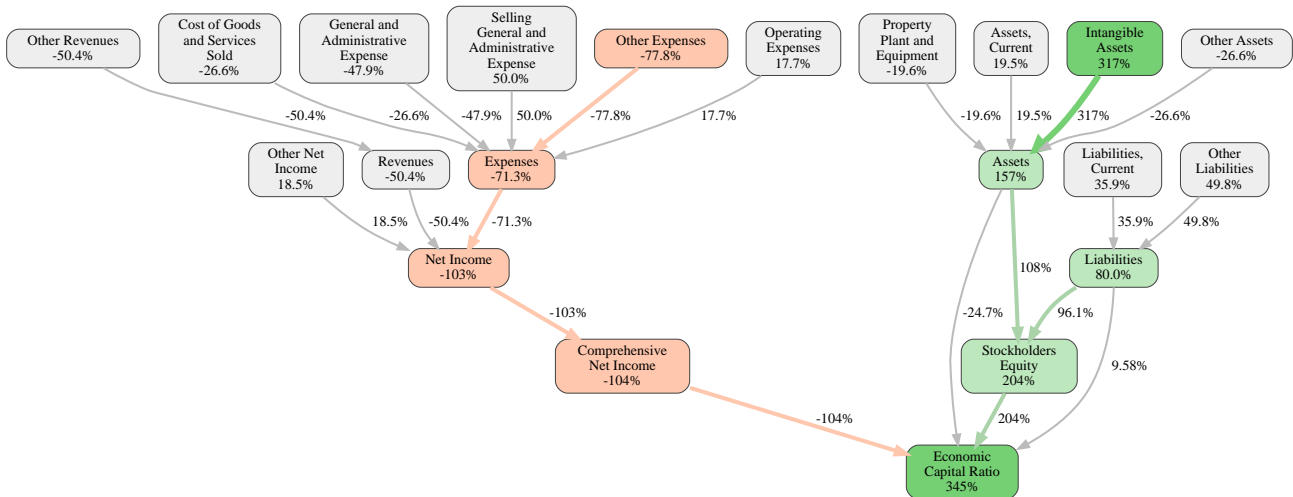 Other Revenues
-50.4%
Cost of Goods
and Services
Sold
-26.6%
General and
Administrative
Expense
-47.9%
Selling
General and
Administrative
Expense
50.0%
Other Expenses
-77.8%
Operating
Expenses
17.7%
Property
Plant and
Equipment
-19.6%
Assets,
Current
19.5%
Intangible
Assets
317%
Other Assets
-26.6%
-50.4%
-26.6%
-47.9%
50.0%
-77.8%
17.7%
-19.6%
19.5%
317%
-26.6%
Other Net
Income
18.5%
Revenues
-50.4%
Expenses
-71.3%
Assets
157%
Liabilities,
Current
35.9%
Other
Liabilities
49.8%
18.5%
-50.4%
-71.3%
35.9%
49.8%
Net Income
-103%
108%
Liabilities
80.0%
-103%
-24.7%
96.1%
Comprehensive
Net Income
-104%
Stockholders
Equity
204%
9.58%
-104%
204%
Economic
Capital Ratio
345%